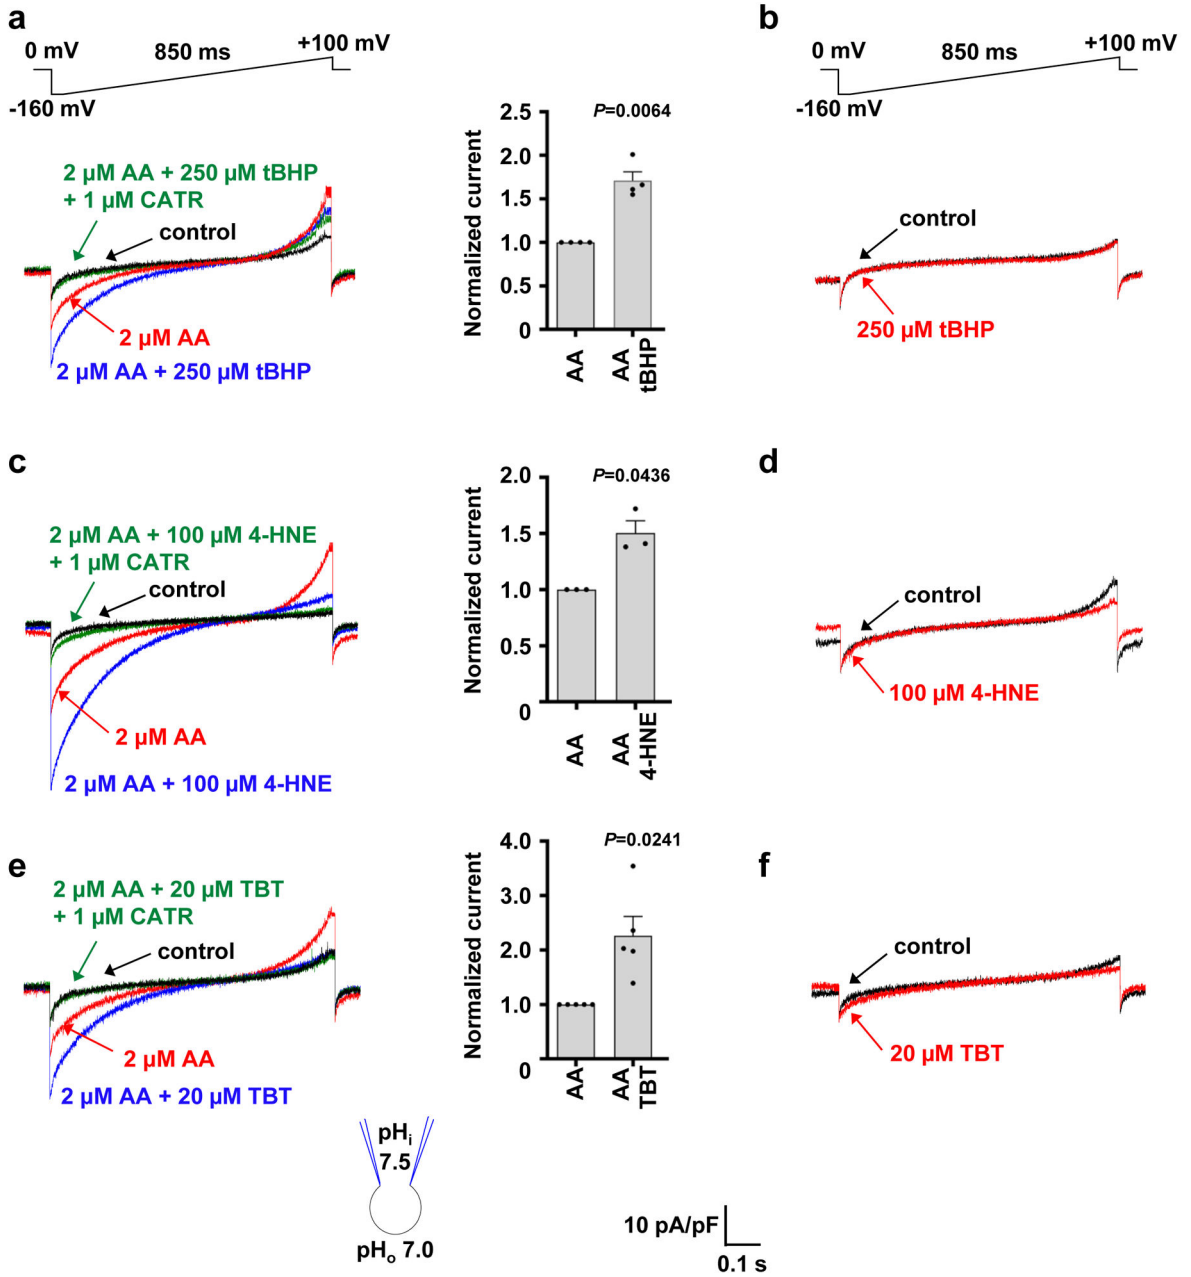 a
0 mV
850 ms
+100 mV
-160 mV
2 µM AA + 250 µM tBHP
+ 1 µM CATR
control
2 µM AA
2 µM AA + 250 µM tBHP
P=0.0064
Normalized current
2.5
2.0
1.5
1.0
0.5
0
AA
AA
tBHP
b
0 mV
850 ms
+100 mV
-160 mV
control
250 µM tBHP
c
2 µM AA + 100 µM 4-HNE
+ 1 µM CATR
control
2 µM AA
2 µM AA + 100 µM 4-HNE
P=0.0436
Normalized current
2.0
1.5
1.0
0.5
0
AA
AA
4-HNE
d
control
100 µM 4-HNE
e
2 µM AA + 20 µM TBT
+ 1 µM CATR
control
2 µM AA
2 µM AA + 20 µM TBT
P=0.0241
Normalized current
4.0
3.0
2.0
1.0
0
AA
AA
TBT
f
control
20 µM TBT
pHi
7.5
pHo 7.0
10 pA/pF
0.1 s